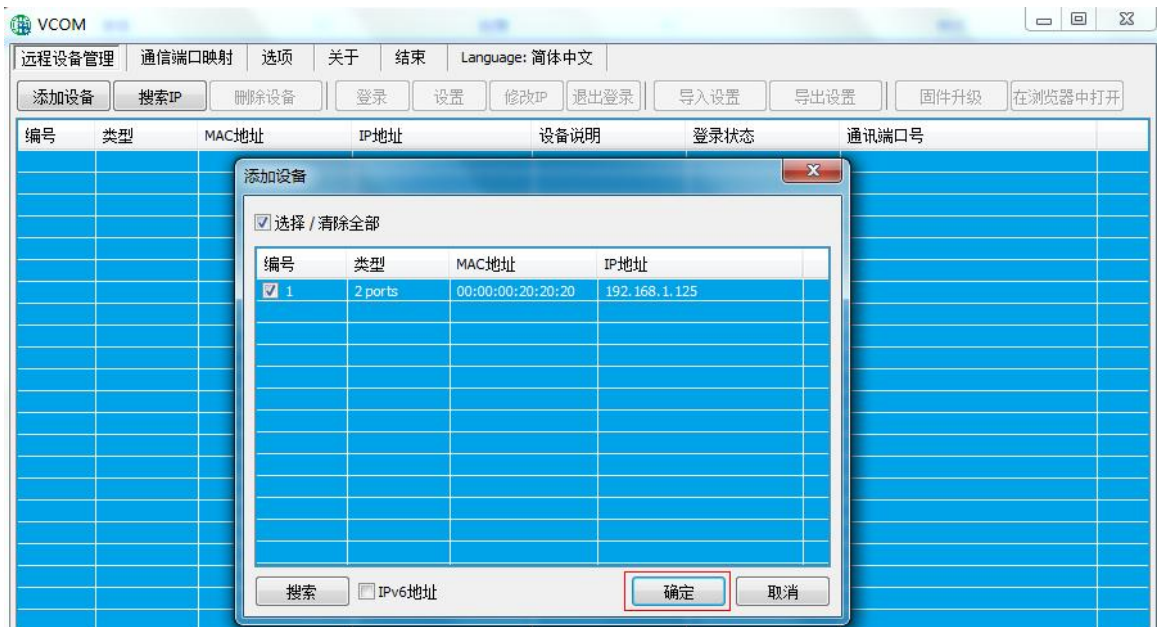 VCOM
远程设备管理 通信端口映射 选项 关于 结束 Language: 简体中文
添加设备 搜索IP 删除设备 登录 设置 修改IP 退出登录 导入设置 导出设置 固件升级 在浏览器中打开
编号 类型 MAC地址 IP地址 设备说明 登录状态 通讯端口号
添加设备
选择 / 清除全部
编号 类型 MAC地址 IP地址
1 2 ports 00:00:00:20:20:20 192.168.1.125
搜索 IPv6地址 确定 取消